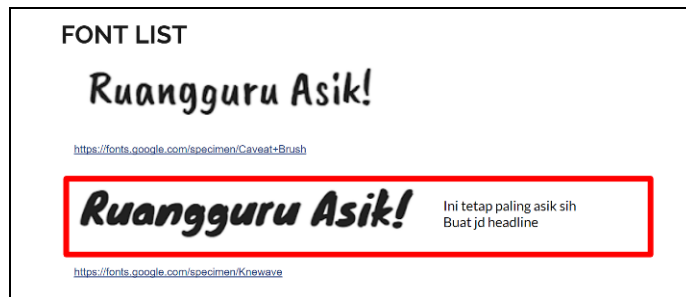 FONT LIST
Ruangguru Asik!
https://fonts.google.com/specimen/Caveat+Brush
Ruangguru Asik!
Ini tetap paling asik sih
Buat jd headline
https://fonts.google.com/specimen/Knewave